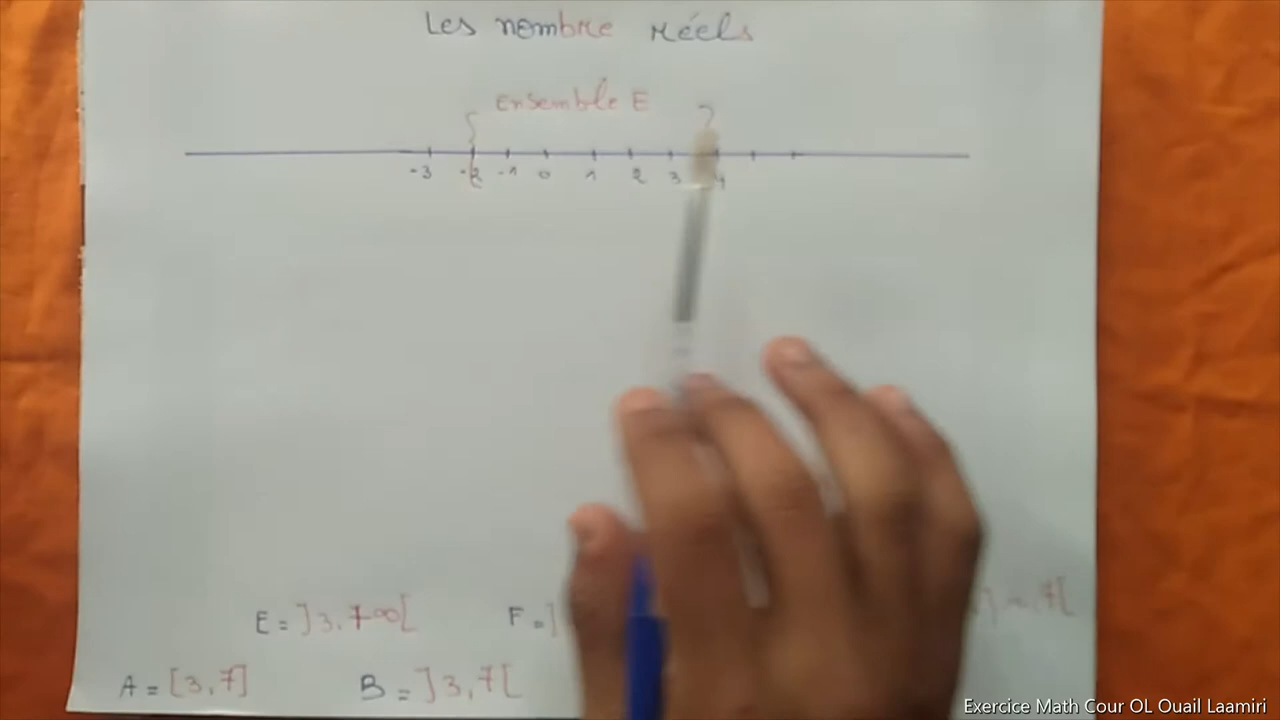 Les nombre réels
Ensemble E
-3 -2 -1 0 1 2 3 4
E = ]3, +∞[ F = ]
A = [3, 7] B = ]3, 7[
Exercice Math Cour OL Ouail Laamiri